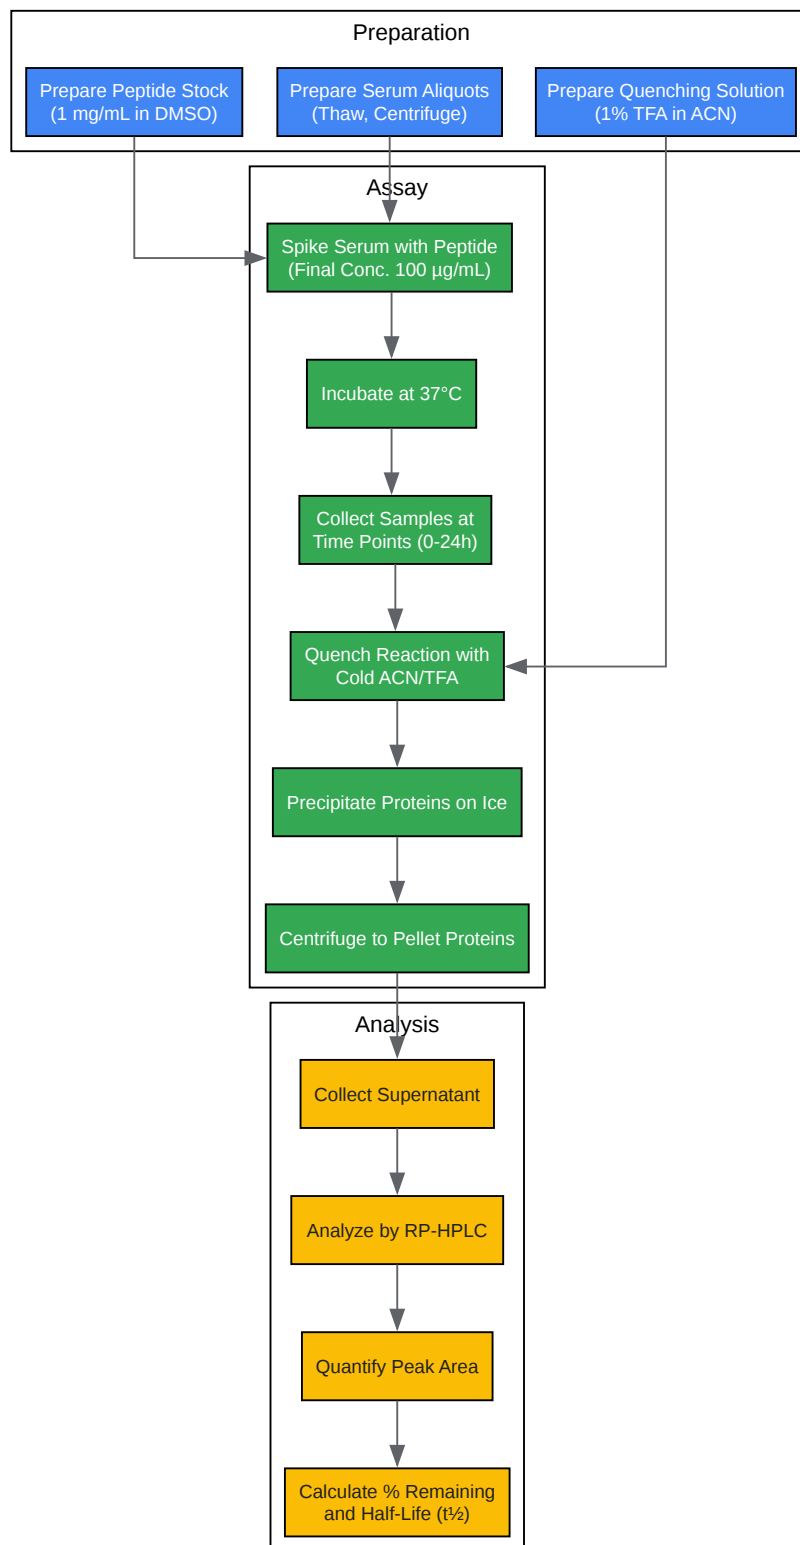 Preparation
Prepare Peptide Stock
(1 mg/mL in DMSO)
Prepare Serum Aliquots
(Thaw, Centrifuge)
Prepare Quenching Solution
(1% TFA in ACN)
Assay
Spike Serum with Peptide
(Final Conc. 100 µg/mL)
Incubate at 37°C
Collect Samples at
Time Points (0-24h)
Quench Reaction with
Cold ACN/TFA
Precipitate Proteins on Ice
Centrifuge to Pellet Proteins
Analysis
Collect Supernatant
Analyze by RP-HPLC
Quantify Peak Area
Calculate % Remaining
and Half-Life (t½)